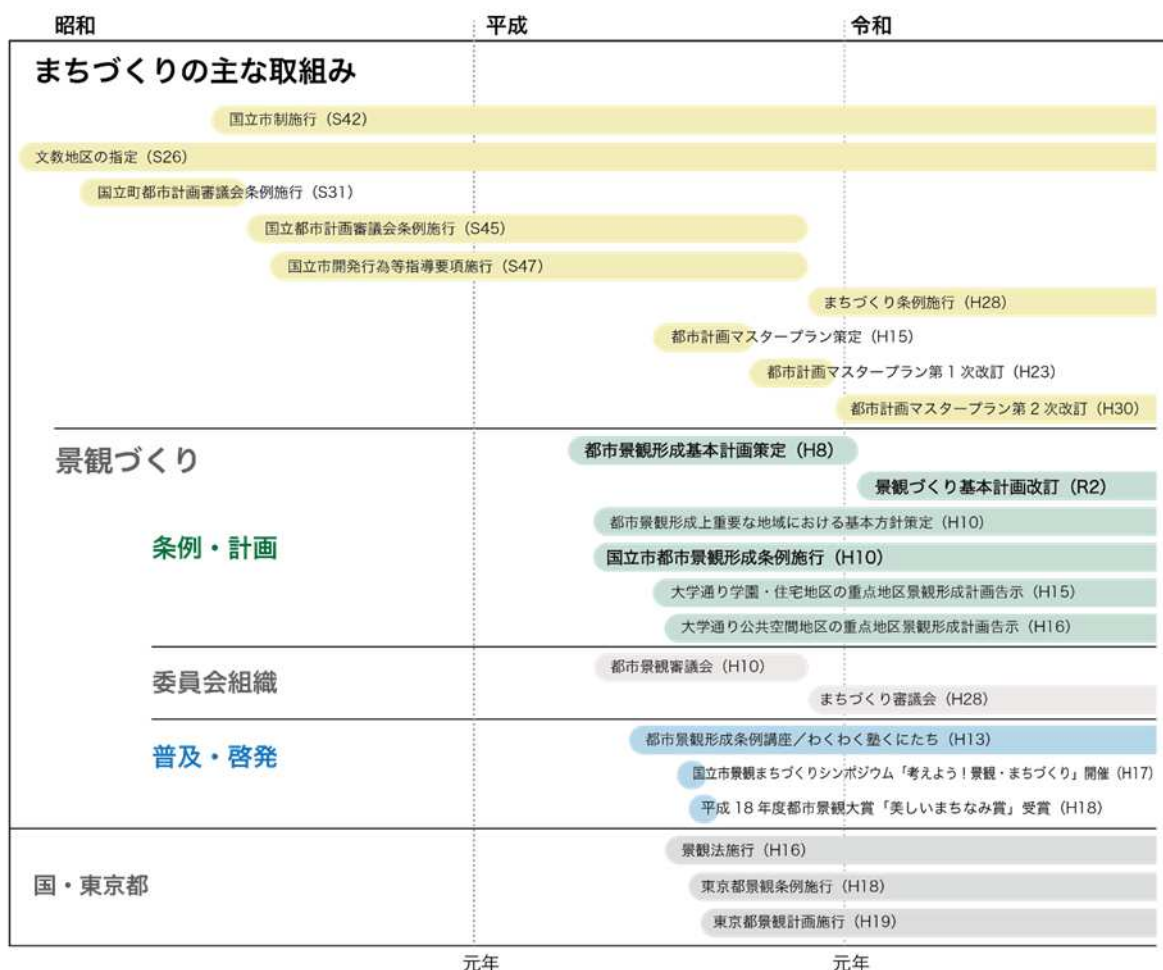 昭和 平成 令和
まちづくりの主な取組み
国立市制施行（S42）
文教地区の指定（S26）
国立町都市計画審議会条例施行（S31）
国立都市計画審議会条例施行（S45）
国立市開発行為等指導要項施行（S47）
まちづくり条例施行（H28）
都市計画マスタープラン策定（H15）
都市計画マスタープラン第1次改訂（H23）
都市計画マスタープラン第2次改訂（H30）
景観づくり
都市景観形成基本計画策定（H8）
景観づくり基本計画改訂（R2）
条例・計画
都市景観形成上重要な地域における基本方針策定（H10）
国立市都市景観形成条例施行（H10）
大学通り学園・住宅地区の重点地区景観形成計画告示（H15）
大学通り公共空間地区の重点地区景観形成計画告示（H16）
委員会組織
都市景観審議会（H10）
まちづくり審議会（H28）
普及・啓発
都市景観形成条例講座／わくわく塾くにたち（H13）
国立市景観まちづくりシンポジウム「考えよう！景観・まちづくり」開催（H17）
平成18年度都市景観大賞「美しいまちなみ賞」受賞（H18）
国・東京都
景観法施行（H16）
東京都景観条例施行（H18）
東京都景観計画施行（H19）
元年 元年